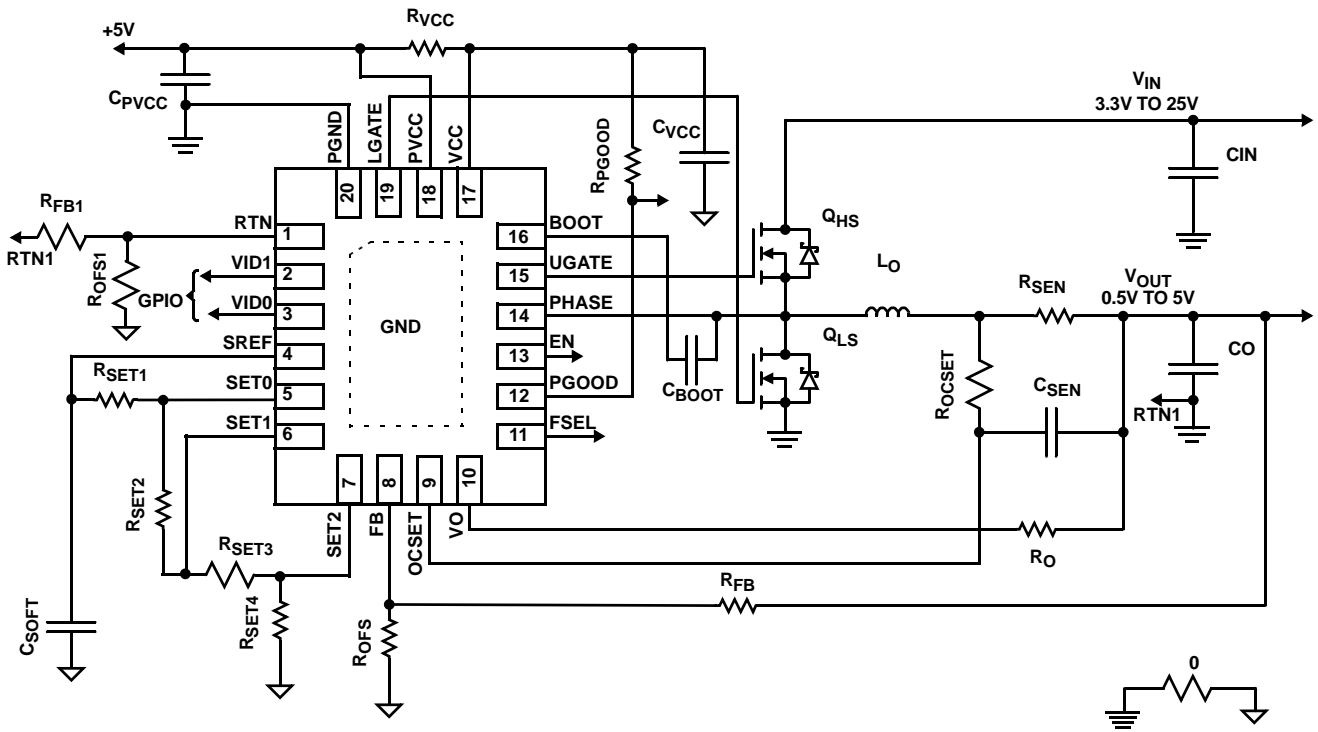 RVCC
+5V
CPVCC
VIN
3.3V TO 25V
PGND
LGATE
PVCC
VCC
RPGOOD
CVCC
CIN
20
19
18
17
RFB1
RTN1
ROFS1
RTN
1
16
BOOT
QHS
VID1
2
15
UGATE
GPIO
VID0
3
GND
14
PHASE
LO
RSEN
VOUT
0.5V TO 5V
SREF
4
13
EN
QLS
CO
RSET1
SET0
5
12
PGOOD
CBOOT
ROCSET
CSEN
RTN1
SET1
6
11
FSEL
7
8
9
10
RSET2
SET2
FB
OCSET
VO
RSET3
RO
RFB
CSOFT
RSET4
ROFS
0